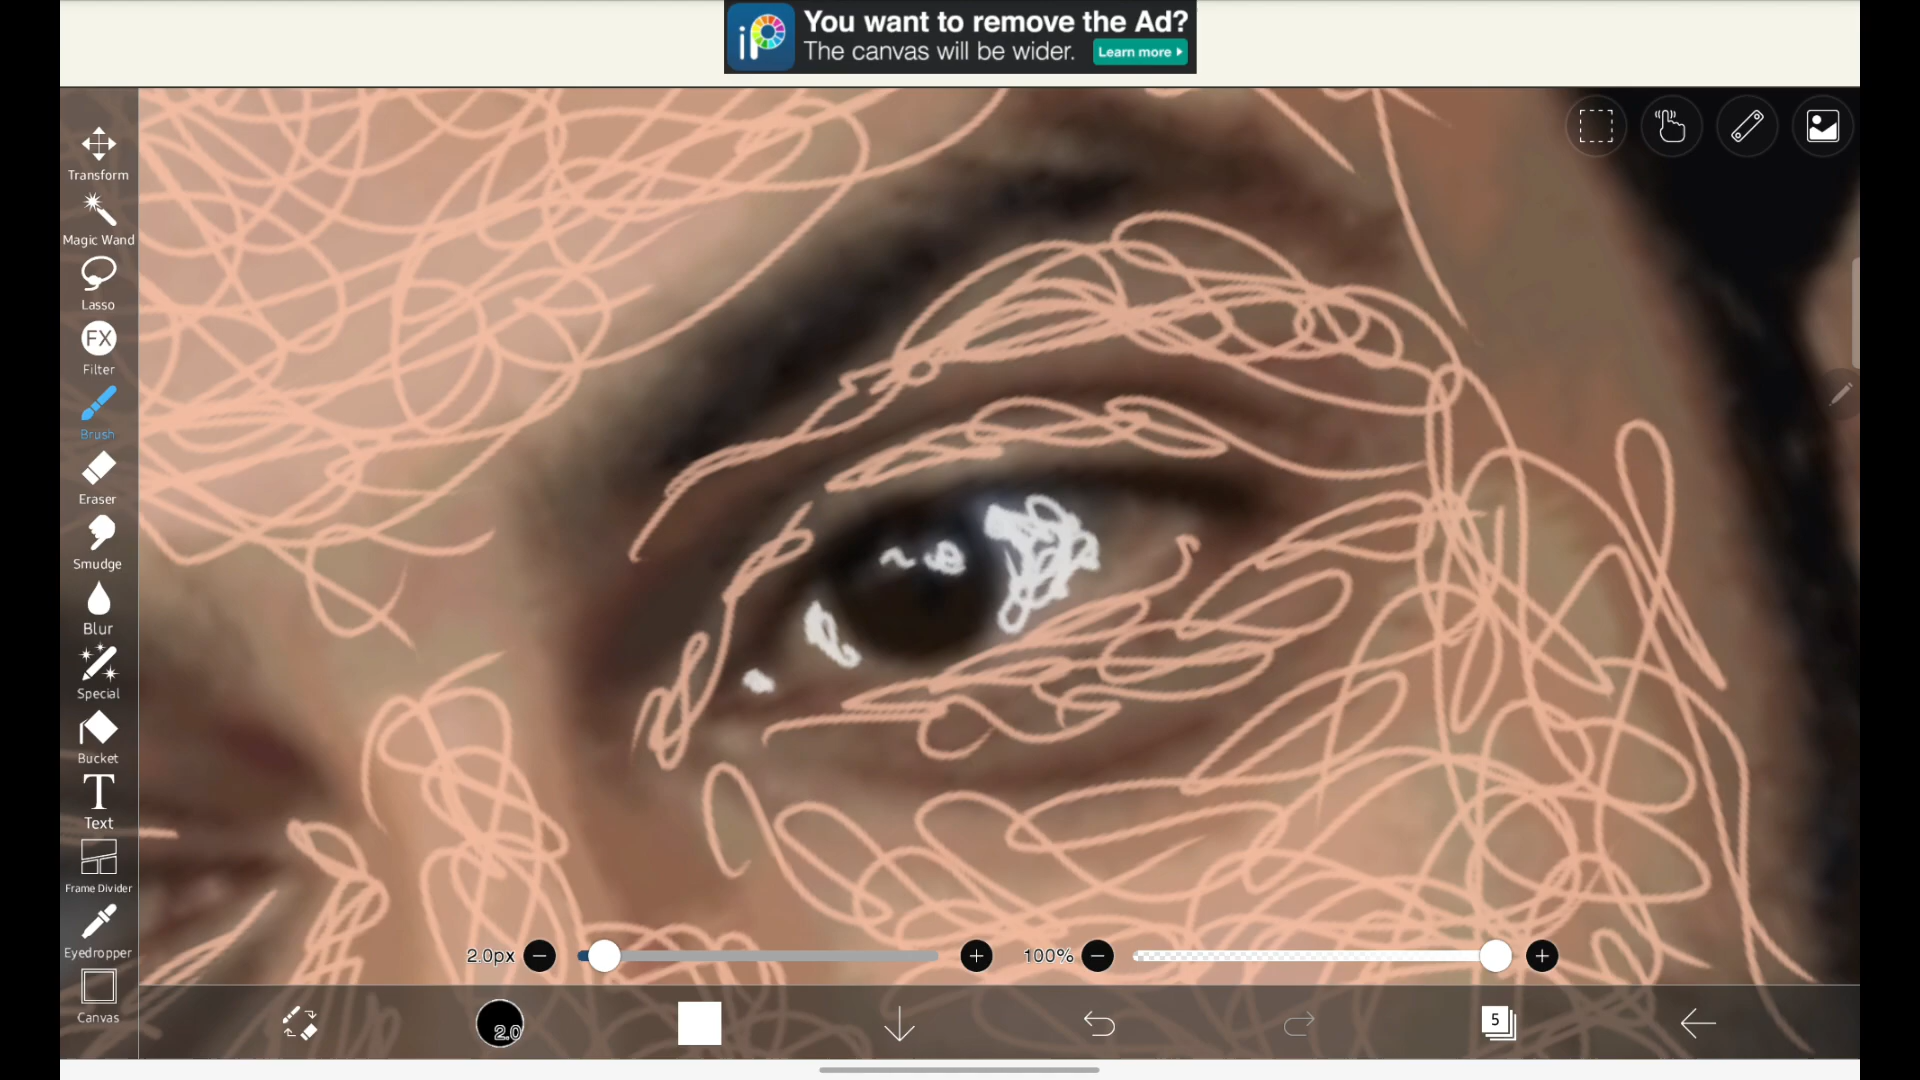 iP
You want to remove the Ad?
The canvas will be wider.
Learn more
Transform
Magic Wand
Lasso
FX
Filter
Brush
Eraser
Smudge
Blur
Special
Bucket
T
Text
Frame Divider
Eyedropper
Canvas
2.0px
100%
2.0
5